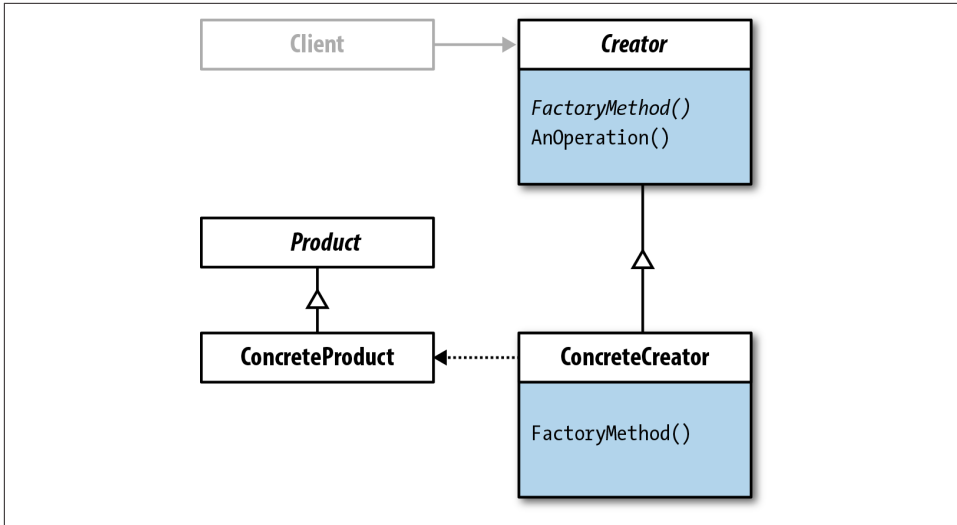 Client
Creator
FactoryMethod()
AnOperation()
Product
ConcreteProduct
ConcreteCreator
FactoryMethod()